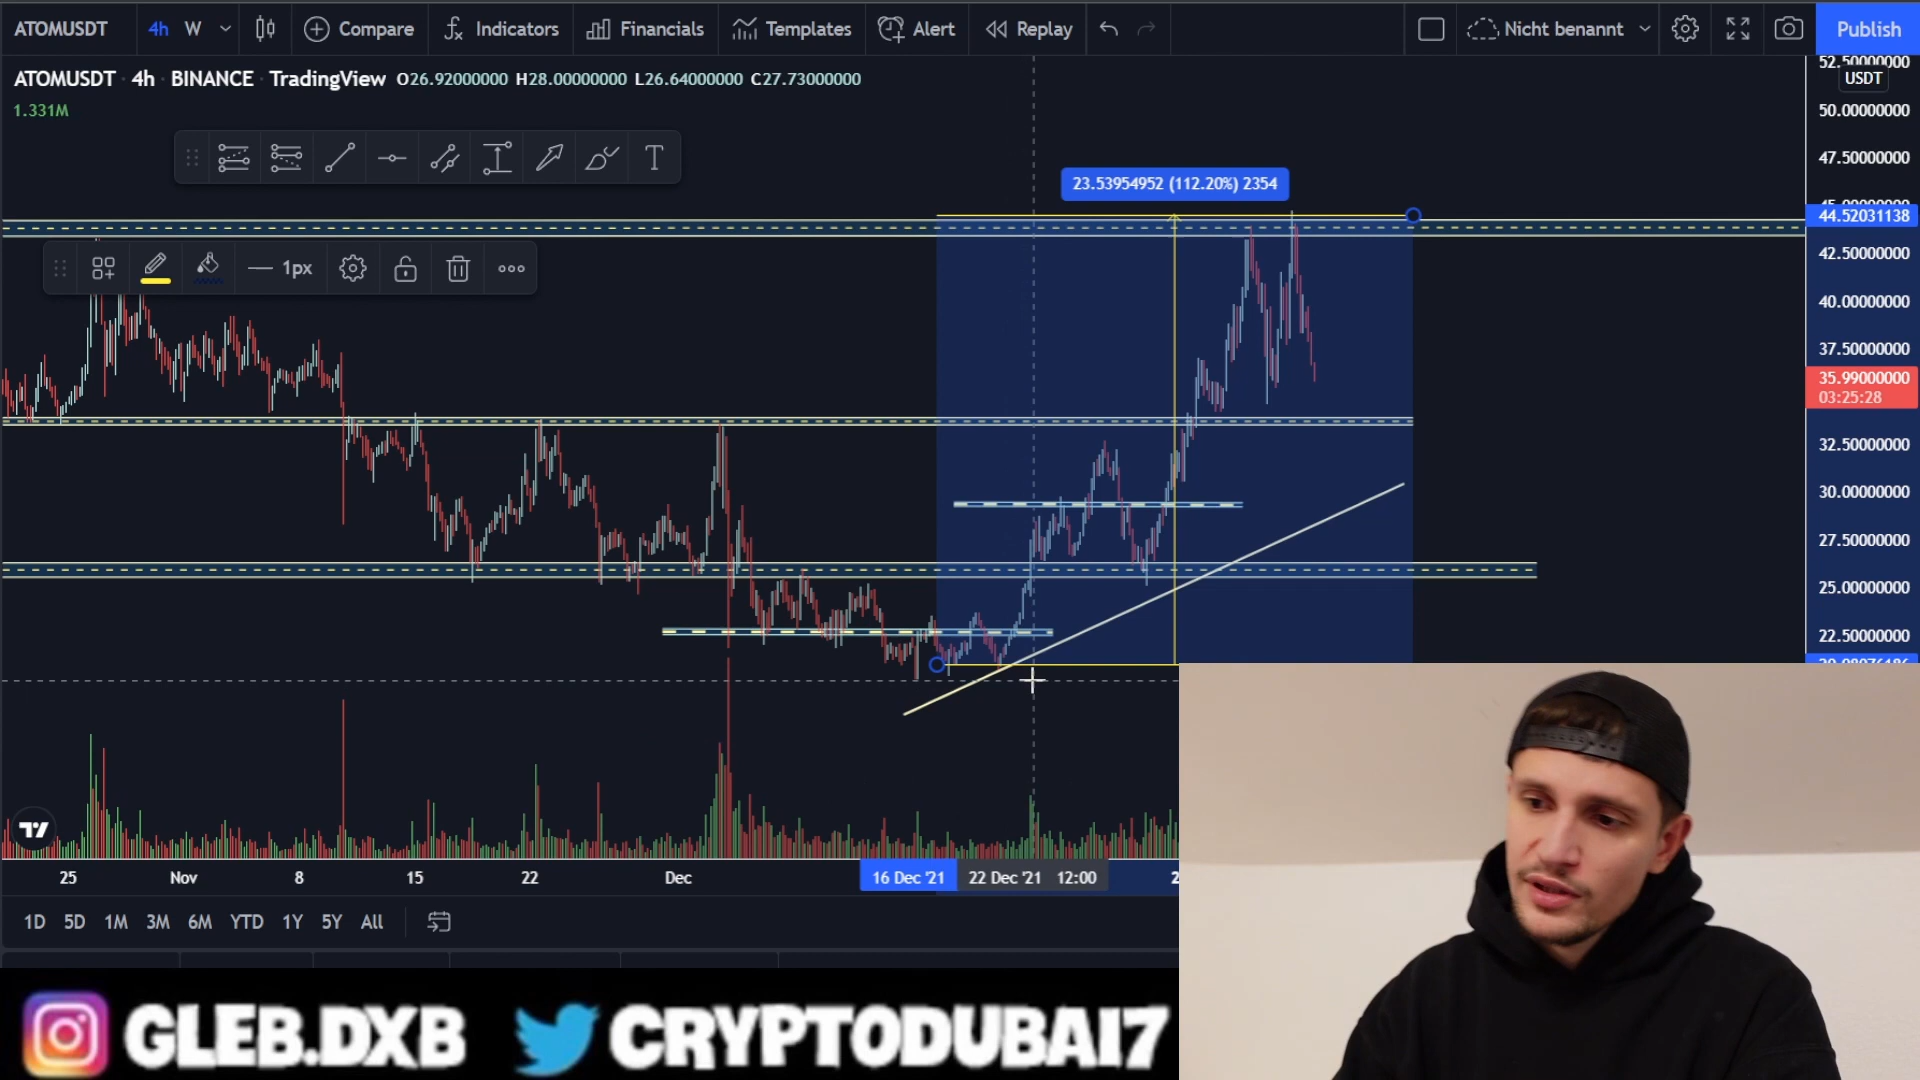 ATOMUSDT 4h W Compare Indicators Financials Templates Alert Replay Nicht benannt Publish
ATOMUSDT · 4h · BINANCE · TradingView O26.92000000 H28.00000000 L26.64000000 C27.73000000
1.331M
52.50000000
USDT
50.00000000
47.50000000
T
23.53954952 (112.20%) 2354
44.52031138
42.50000000
1px
40.00000000
37.50000000
35.99000000
03:25:28
32.50000000
30.00000000
27.50000000
25.00000000
22.50000000
25 Nov 8 15 22 Dec 16 Dec '21 22 Dec '21 12:00
1D 5D 1M 3M 6M YTD 1Y 5Y All
GLEB.DXB CRYPTODUBAI7